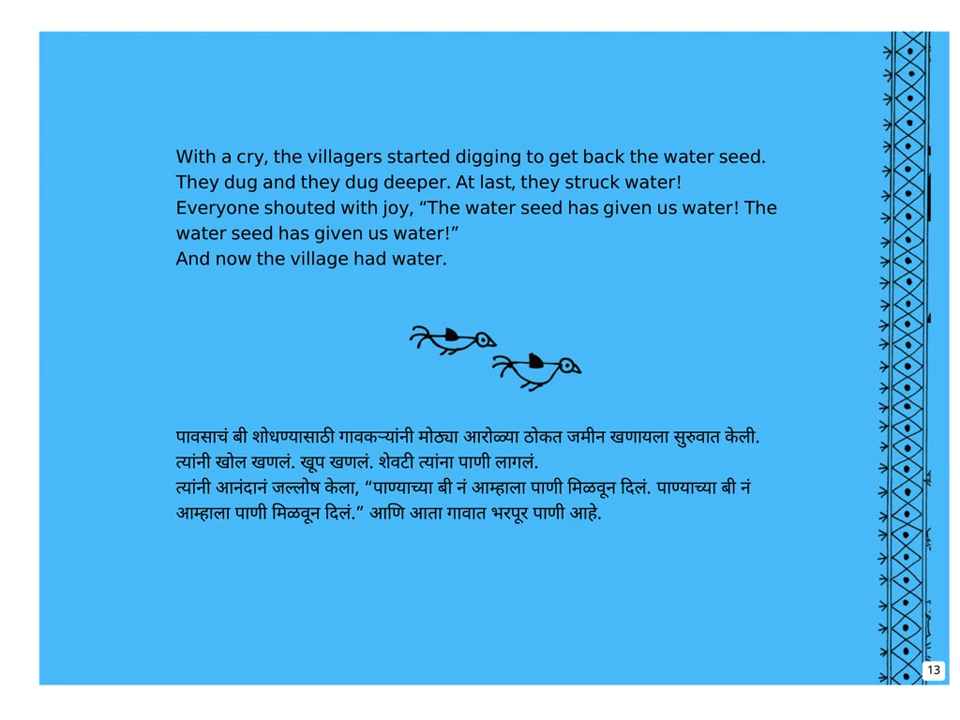 With a cry, the villagers started digging to get back the water seed.
They dug and they dug deeper. At last, they struck water!
Everyone shouted with joy, “The water seed has given us water! The
water seed has given us water!”
And now the village had water.
पावसाचं बी शोधण्यासाठी गावकऱ्यांनी मोठ्या आरोळ्या ठोकत जमीन खणायला सुरुवात केली.
त्यांनी खोल खणलं. खूप खणलं. शेवटी त्यांना पाणी लागलं.
त्यांनी आनंदानं जल्लोष केला, “पाण्याच्या बी नं आम्हाला पाणी मिळवून दिलं. पाण्याच्या बी नं
आम्हाला पाणी मिळवून दिलं.” आणि आता गावात भरपूर पाणी आहे.
13